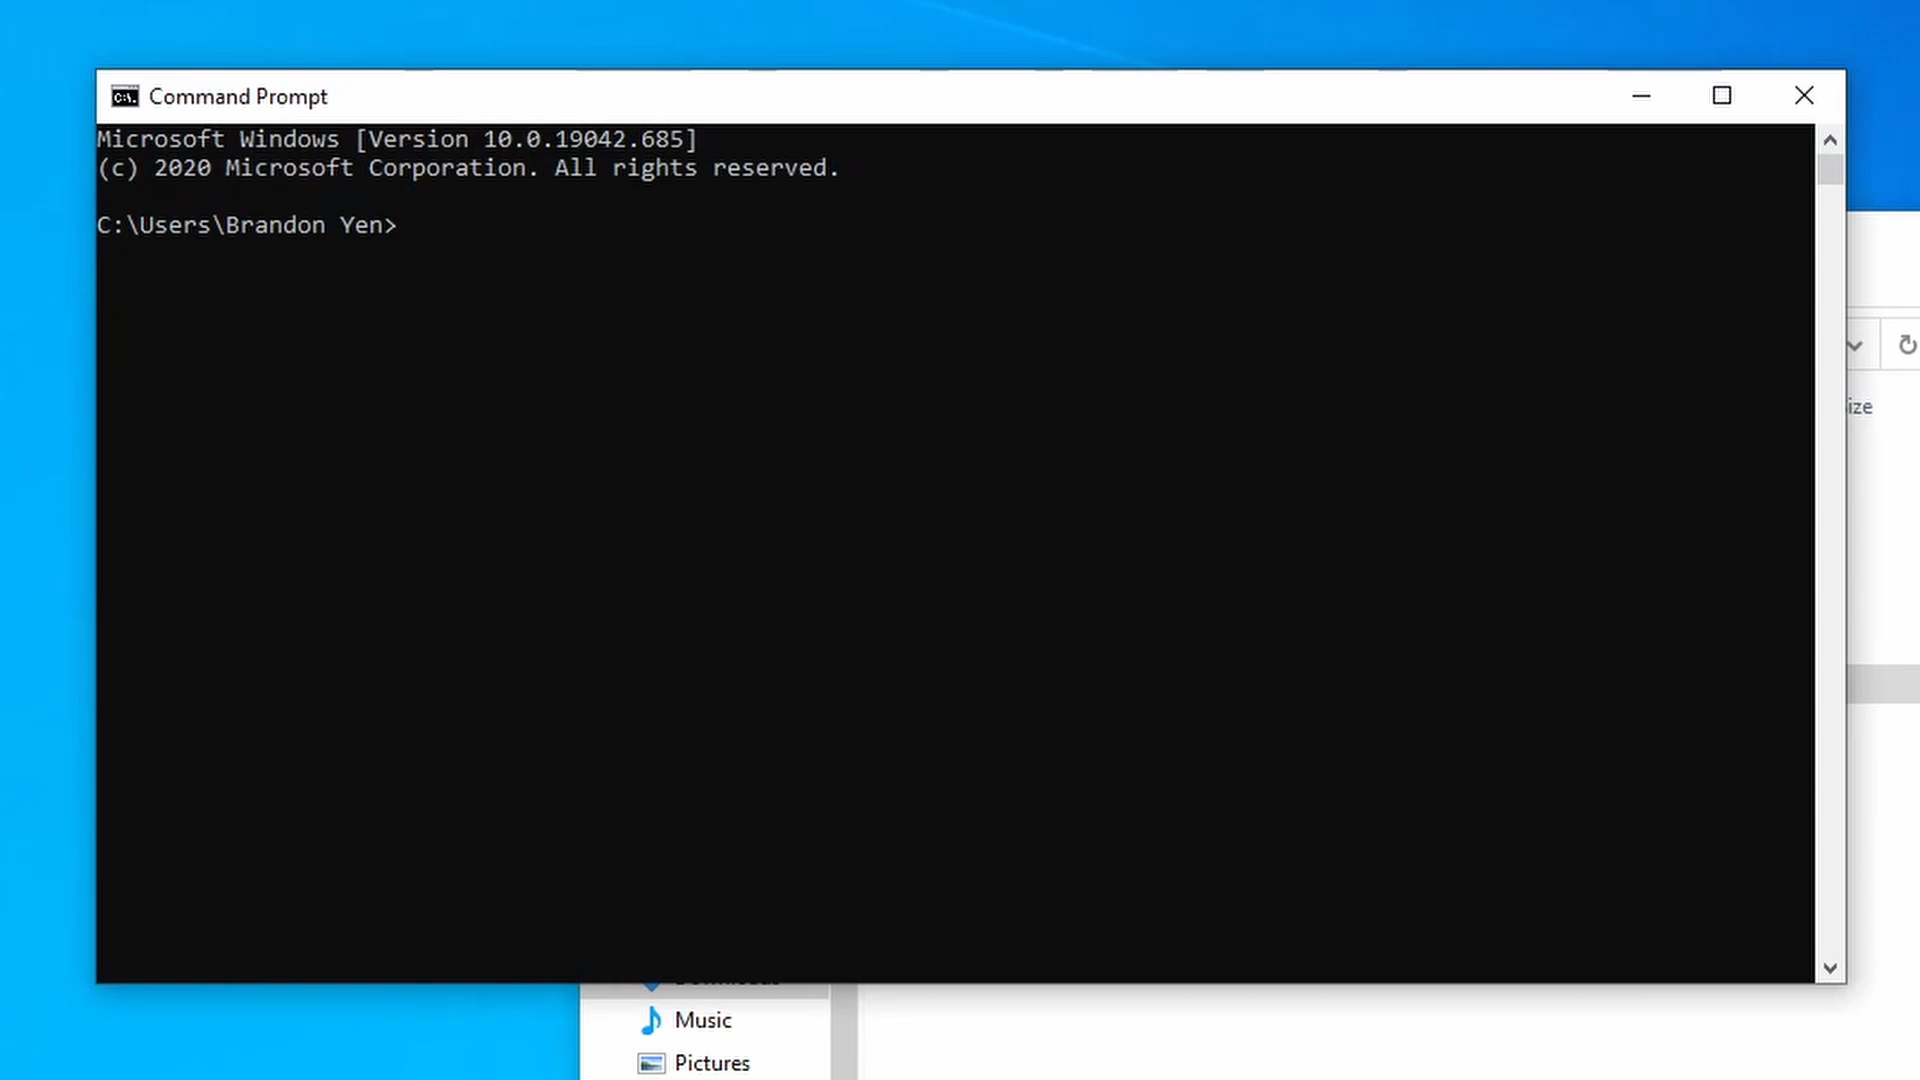 Command Prompt
Microsoft Windows [Version 10.0.19042.685]
(c) 2020 Microsoft Corporation. All rights reserved.
C:\Users\Brandon Yen>
ize
Music
Pictures